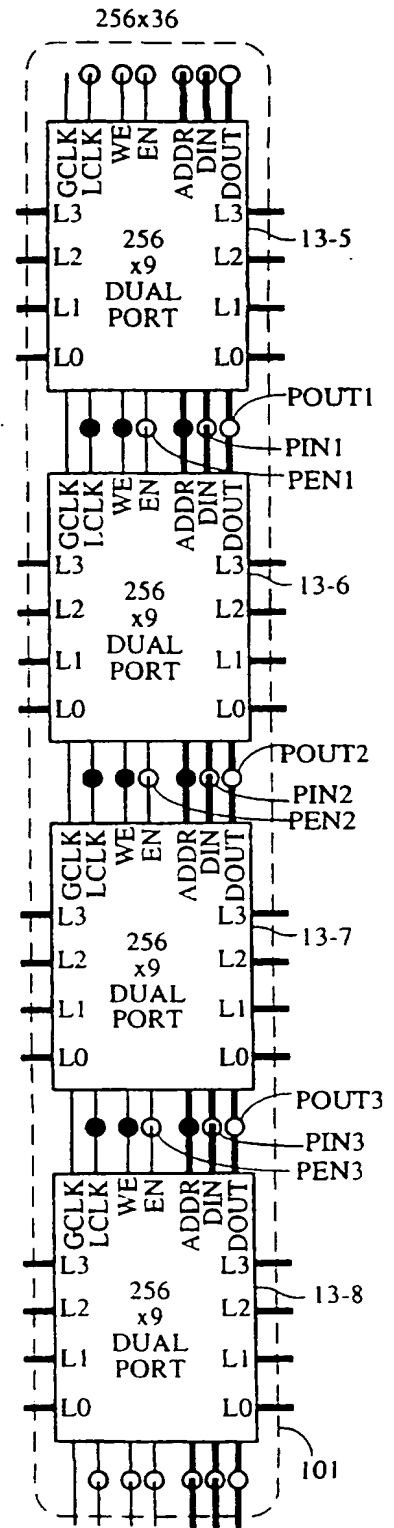 256x36
GCLK LCLK WE EN ADDR DIN DOUT
L3 L3
L2 256 L2 13-5
x9
L1 DUAL L1
PORT
L0 L0
POUT1
PIN1
PEN1
GCLK LCLK WE EN ADDR DIN DOUT
L3 L3
L2 256 L2 13-6
x9
L1 DUAL L1
PORT
L0 L0
POUT2
PIN2
PEN2
GCLK LCLK WE EN ADDR DIN DOUT
L3 L3
L2 256 L2 13-7
x9
L1 DUAL L1
PORT
L0 L0
POUT3
PIN3
PEN3
GCLK LCLK WE EN ADDR DIN DOUT
L3 L3
L2 256 L2 13-8
x9
L1 DUAL L1
PORT
L0 L0
101